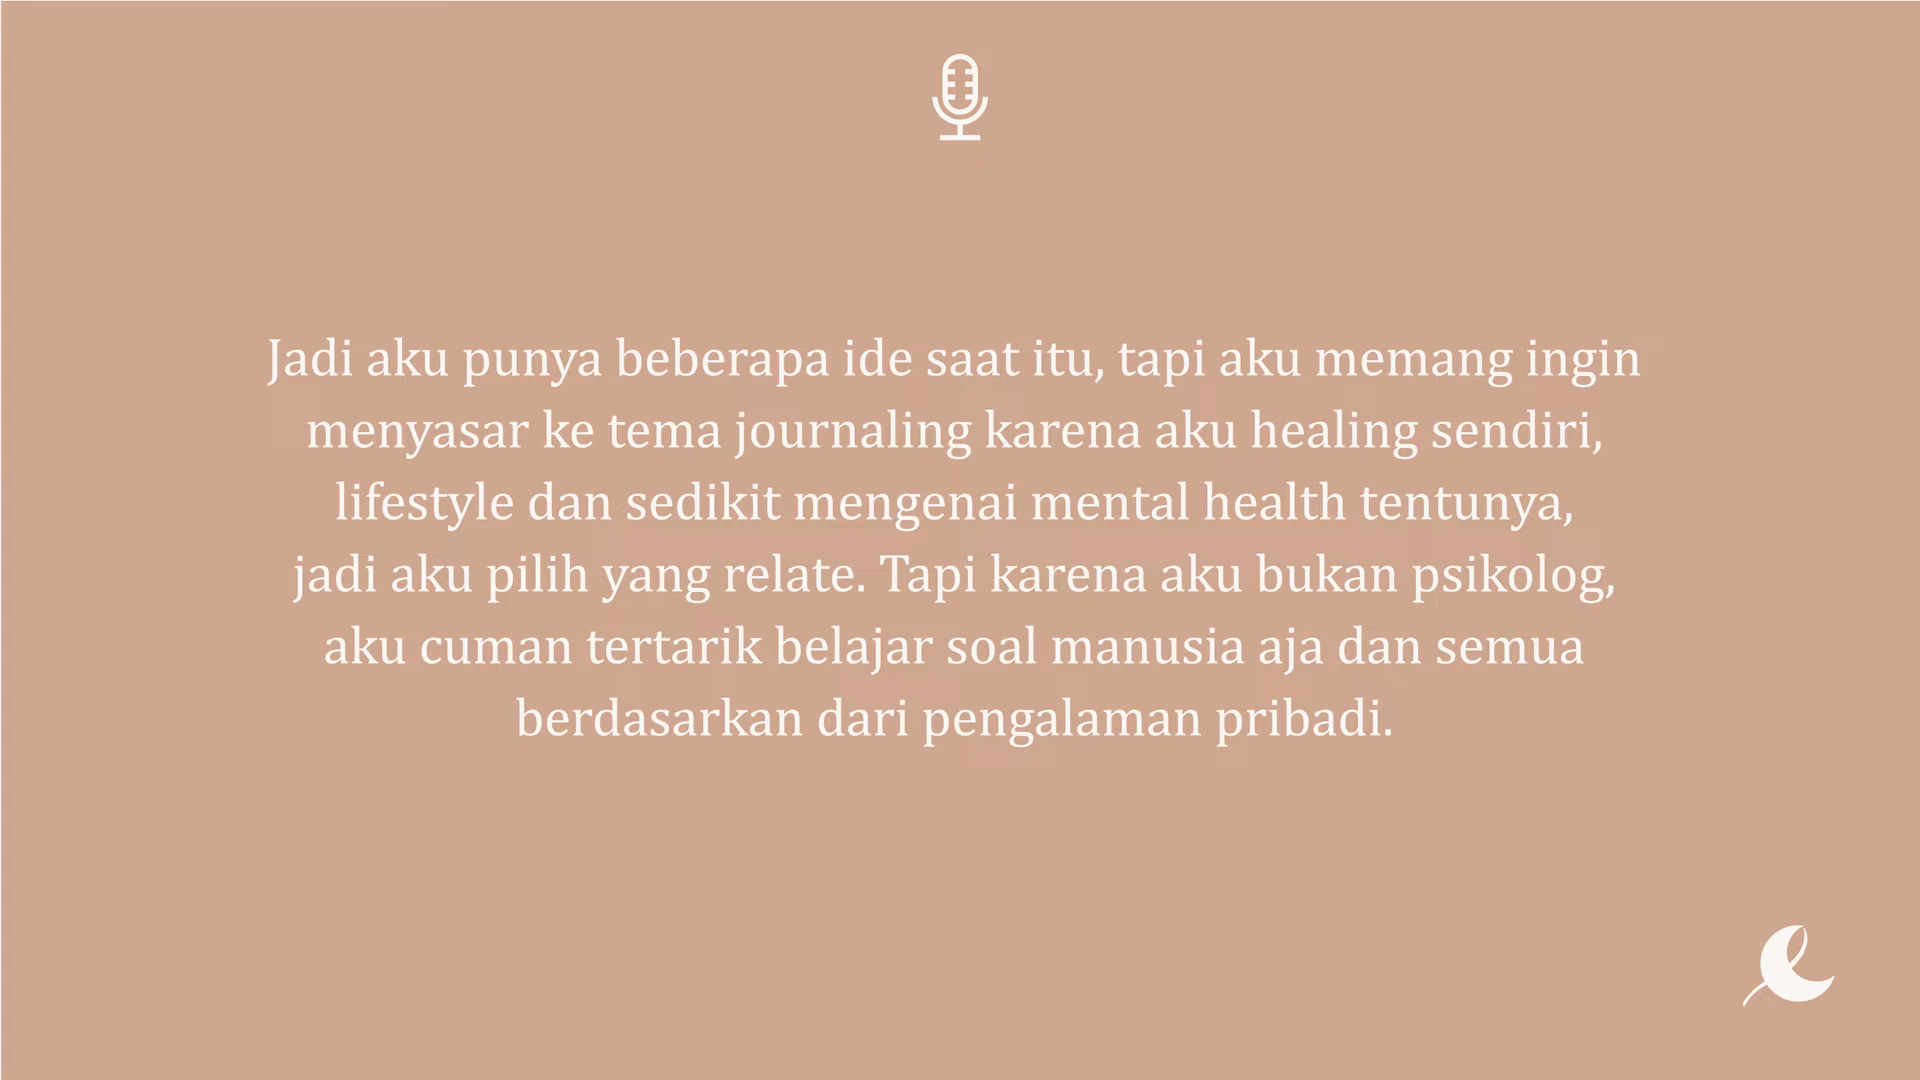 Jadi aku punya beberapa ide saat itu, tapi aku memang ingin
menyasar ke tema journaling karena aku healing sendiri,
lifestyle dan sedikit mengenai mental health tentunya,
jadi aku pilih yang relate. Tapi karena aku bukan psikolog,
aku cuman tertarik belajar soal manusia aja dan semua
berdasarkan dari pengalaman pribadi.